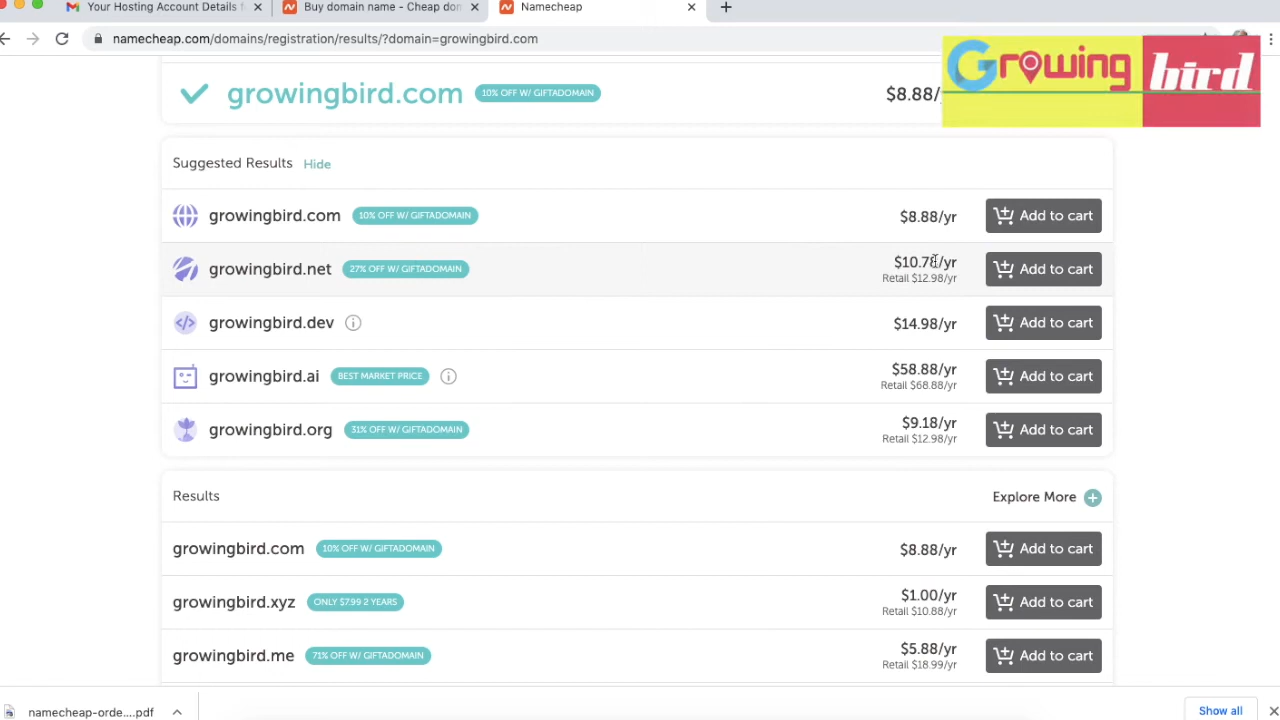 Your Hosting Account Details f
Buy domain name - Cheap don
Namecheap
namecheap.com/domains/registration/results/?domain=growingbird.com
Growing bird
growingbird.com 10% OFF W/ GIFTADOMAIN $8.88/
Suggested Results Hide
growingbird.com 10% OFF W/ GIFTADOMAIN $8.88/yr Add to cart
growingbird.net 27% OFF W/ GIFTADOMAIN $10.78/yr Add to cart
Retail $12.98/yr
growingbird.dev $14.98/yr Add to cart
growingbird.ai BEST MARKET PRICE $58.88/yr Add to cart
Retail $68.88/yr
growingbird.org 31% OFF W/ GIFTADOMAIN $9.18/yr Add to cart
Retail $12.98/yr
Results Explore More
growingbird.com 10% OFF W/ GIFTADOMAIN $8.88/yr Add to cart
growingbird.xyz ONLY $7.99 2 YEARS $1.00/yr Add to cart
Retail $10.88/yr
growingbird.me 71% OFF W/ GIFTADOMAIN $5.88/yr Add to cart
Retail $18.99/yr
namecheap-orde....pdf Show all